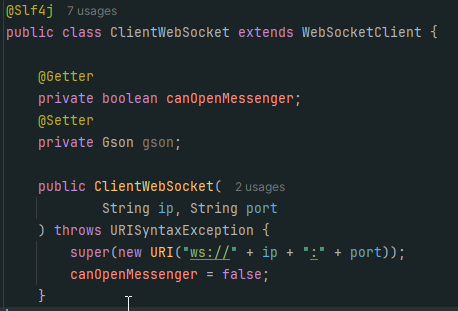 @Slf4j 7 usages
public class ClientWebSocket extends WebSocketClient {
@Getter
private boolean canOpenMessenger;
@Setter
private Gson gson;
public ClientWebSocket( 2 usages
String ip, String port
) throws URISyntaxException {
super(new URI("ws://" + ip + ":" + port));
canOpenMessenger = false;
}